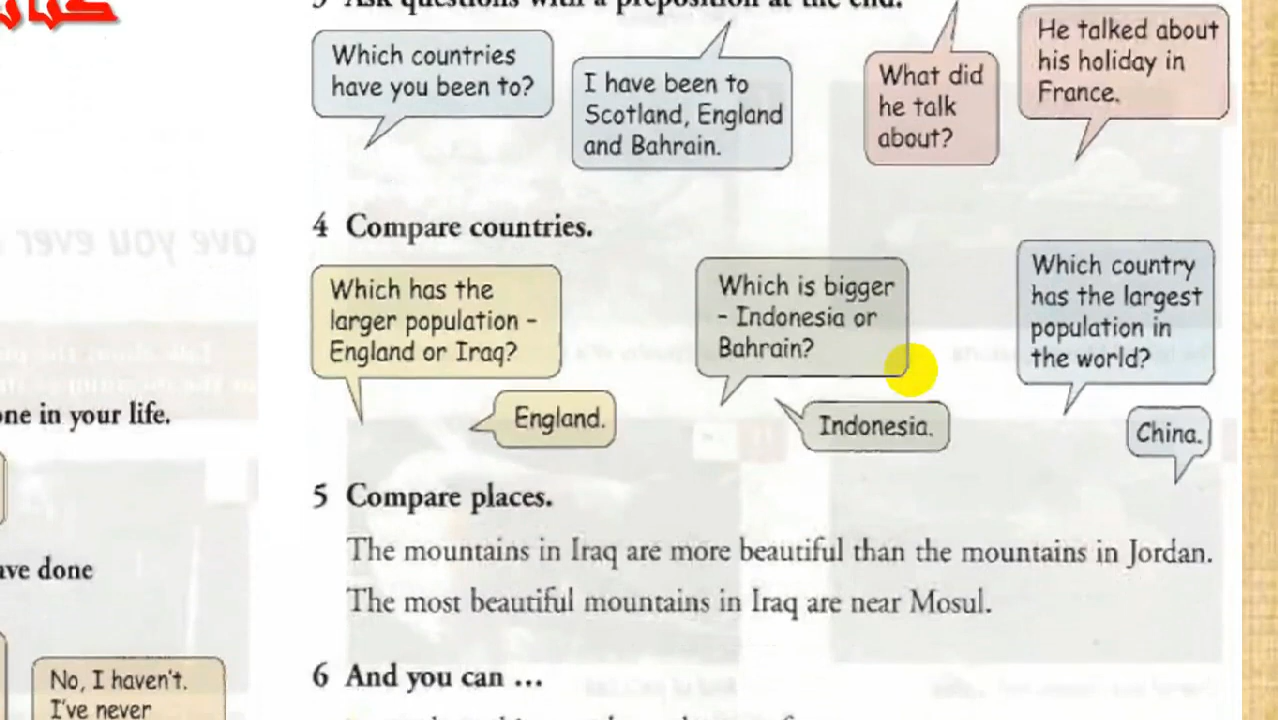 3 Ask questions with a preposition at the end.
Which countries
have you been to?
I have been to
Scotland, England
and Bahrain.
What did
he talk
about?
He talked about
his holiday in
France.
4 Compare countries.
Which has the
larger population -
England or Iraq?
England.
Which is bigger
- Indonesia or
Bahrain?
Indonesia.
Which country
has the largest
population in
the world?
China.
one in your life.
5 Compare places.
The mountains in Iraq are more beautiful than the mountains in Jordan.
The most beautiful mountains in Iraq are near Mosul.
ave done
6 And you can ...
No, I haven't.
I've never